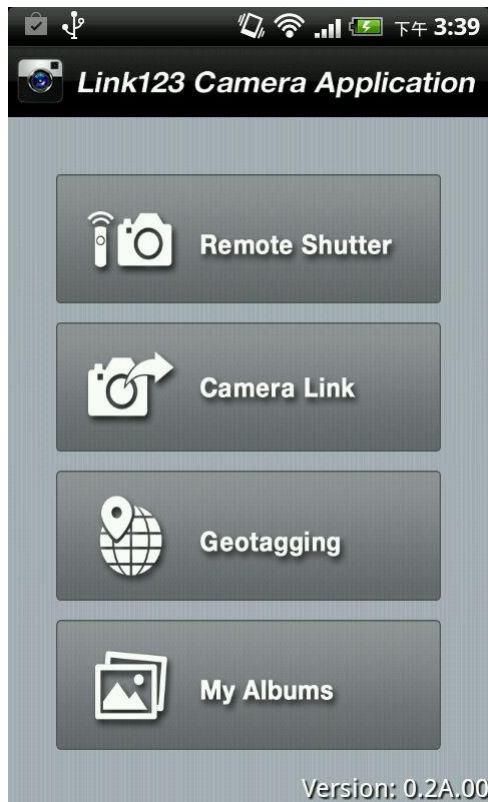 下午 3:39
Link123 Camera Application
Remote Shutter
Camera Link
Geotagging
My Albums
Version: 0.2A.00